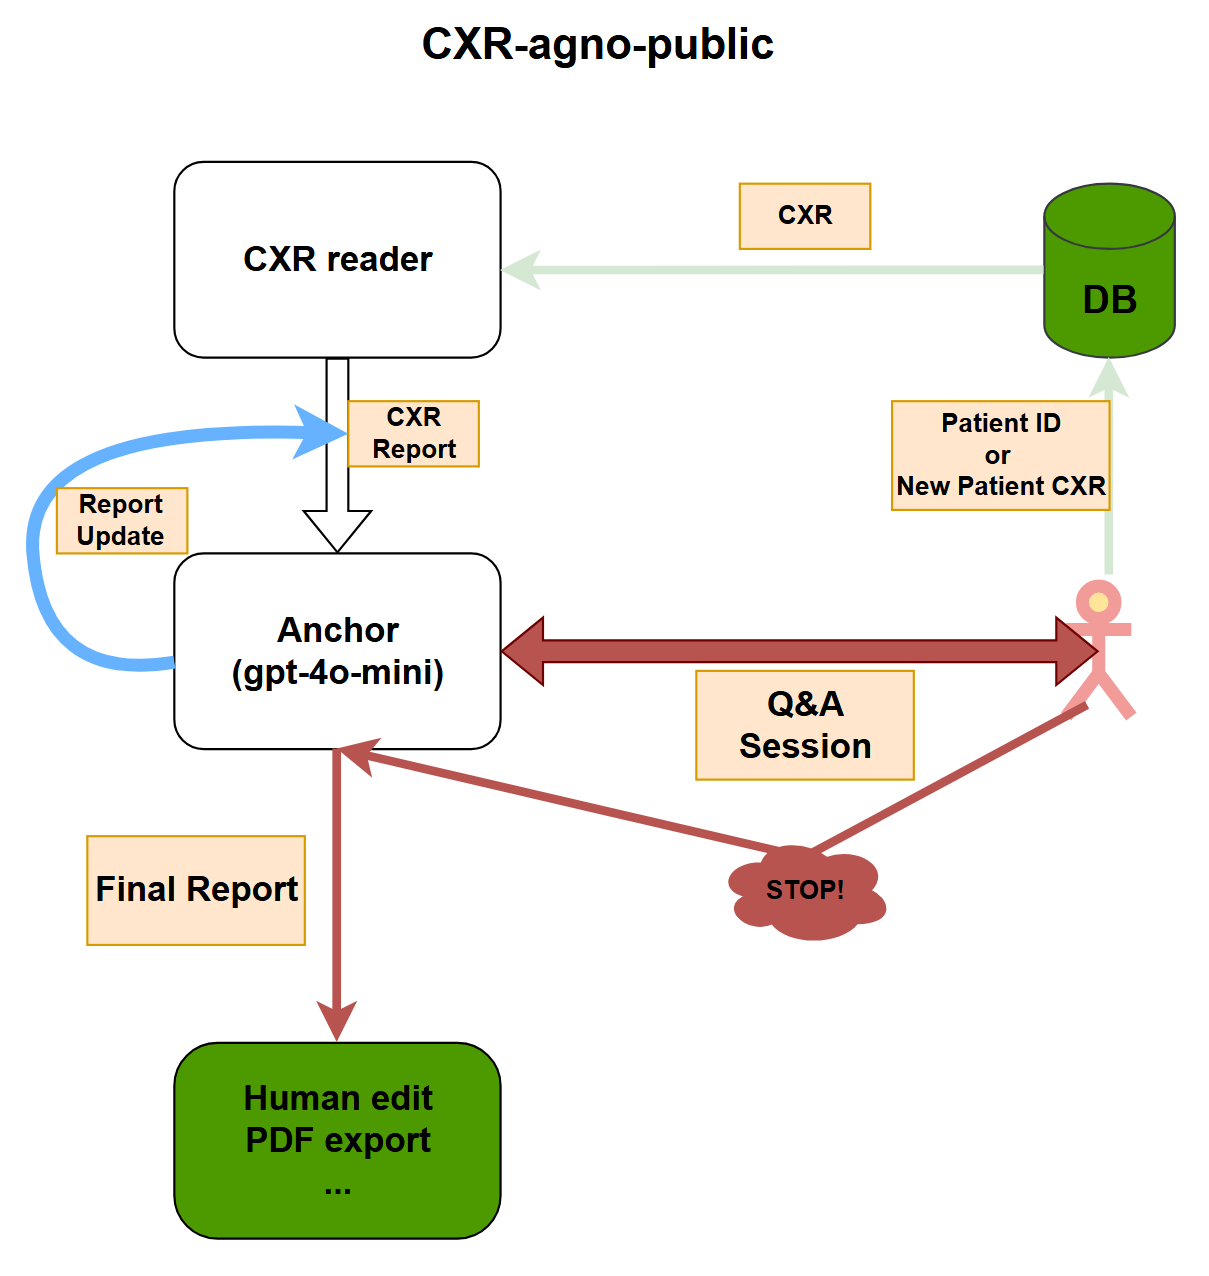 CXR-agno-public
CXR reader
CXR
DB
CXR
Report
Patient ID
or
New Patient CXR
Report
Update
Anchor
(gpt-4o-mini)
Q&A
Session
Final Report
STOP!
Human edit
PDF export
...